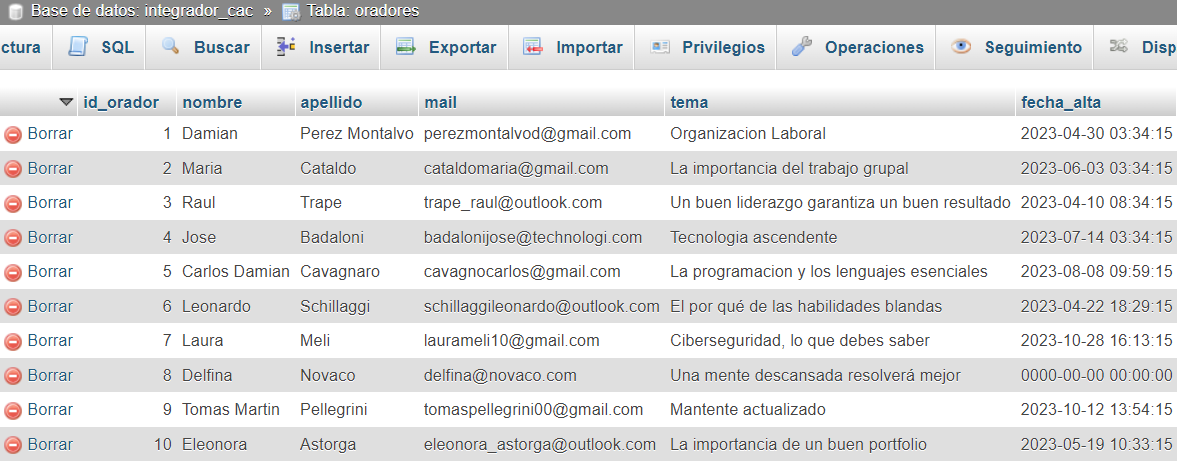 Base de datos: integrador_cac » Tabla: oradores
ctura SQL Buscar Insertar Exportar Importar Privilegios Operaciones Seguimiento Disp
id_orador nombre apellido mail tema fecha_alta
Borrar 1 Damian Perez Montalvo perezmontalvod@gmail.com Organizacion Laboral 2023-04-30 03:34:15
Borrar 2 Maria Cataldo cataldomaria@gmail.com La importancia del trabajo grupal 2023-06-03 03:34:15
Borrar 3 Raul Trape trape_raul@outlook.com Un buen liderazgo garantiza un buen resultado 2023-04-10 08:34:15
Borrar 4 Jose Badaloni badalonijose@technologi.com Tecnologia ascendente 2023-07-14 03:34:15
Borrar 5 Carlos Damian Cavagnaro cavagnocarlos@gmail.com La programacion y los lenguajes esenciales 2023-08-08 09:59:15
Borrar 6 Leonardo Schillaggi schillaggileonardo@outlook.com El por qué de las habilidades blandas 2023-04-22 18:29:15
Borrar 7 Laura Meli laurameli10@gmail.com Ciberseguridad, lo que debes saber 2023-10-28 16:13:15
Borrar 8 Delfina Novaco delfina@novaco.com Una mente descansada resolverá mejor 0000-00-00 00:00:00
Borrar 9 Tomas Martin Pellegrini tomaspellegrini00@gmail.com Mantente actualizado 2023-10-12 13:54:15
Borrar 10 Eleonora Astorga eleonora_astorga@outlook.com La importancia de un buen portfolio 2023-05-19 10:33:15